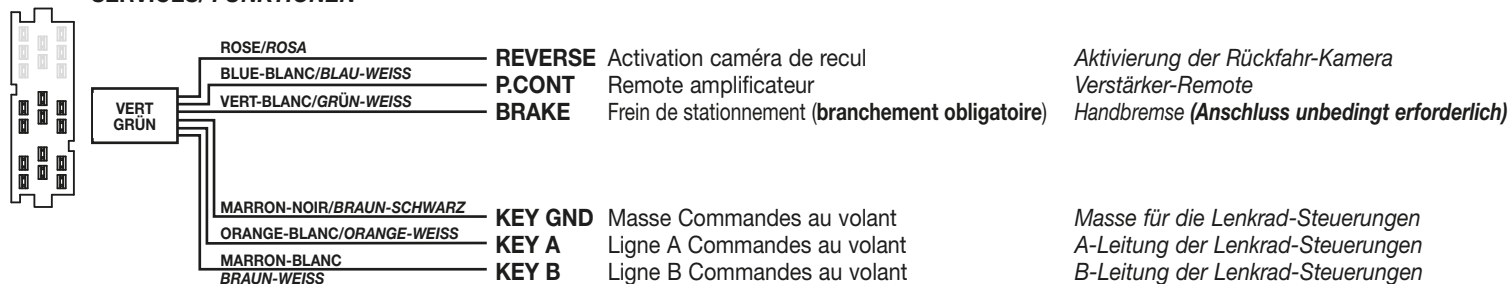 SERVICES/ FUNKTIONEN
VERT
GRÜN
ROSE/ROSA REVERSE Activation caméra de recul Aktivierung der Rückfahr-Kamera
BLUE-BLANC/BLAU-WEISS P.CONT Remote amplificateur Verstärker-Remote
VERT-BLANC/GRÜN-WEISS BRAKE Frein de stationnement (branchement obligatoire) Handbremse (Anschluss unbedingt erforderlich)
MARRON-NOIR/BRAUN-SCHWARZ KEY GND Masse Commandes au volant Masse für die Lenkrad-Steuerungen
ORANGE-BLANC/ORANGE-WEISS KEY A Ligne A Commandes au volant A-Leitung der Lenkrad-Steuerungen
MARRON-BLANC KEY B Ligne B Commandes au volant B-Leitung der Lenkrad-Steuerungen
BRAUN-WEISS